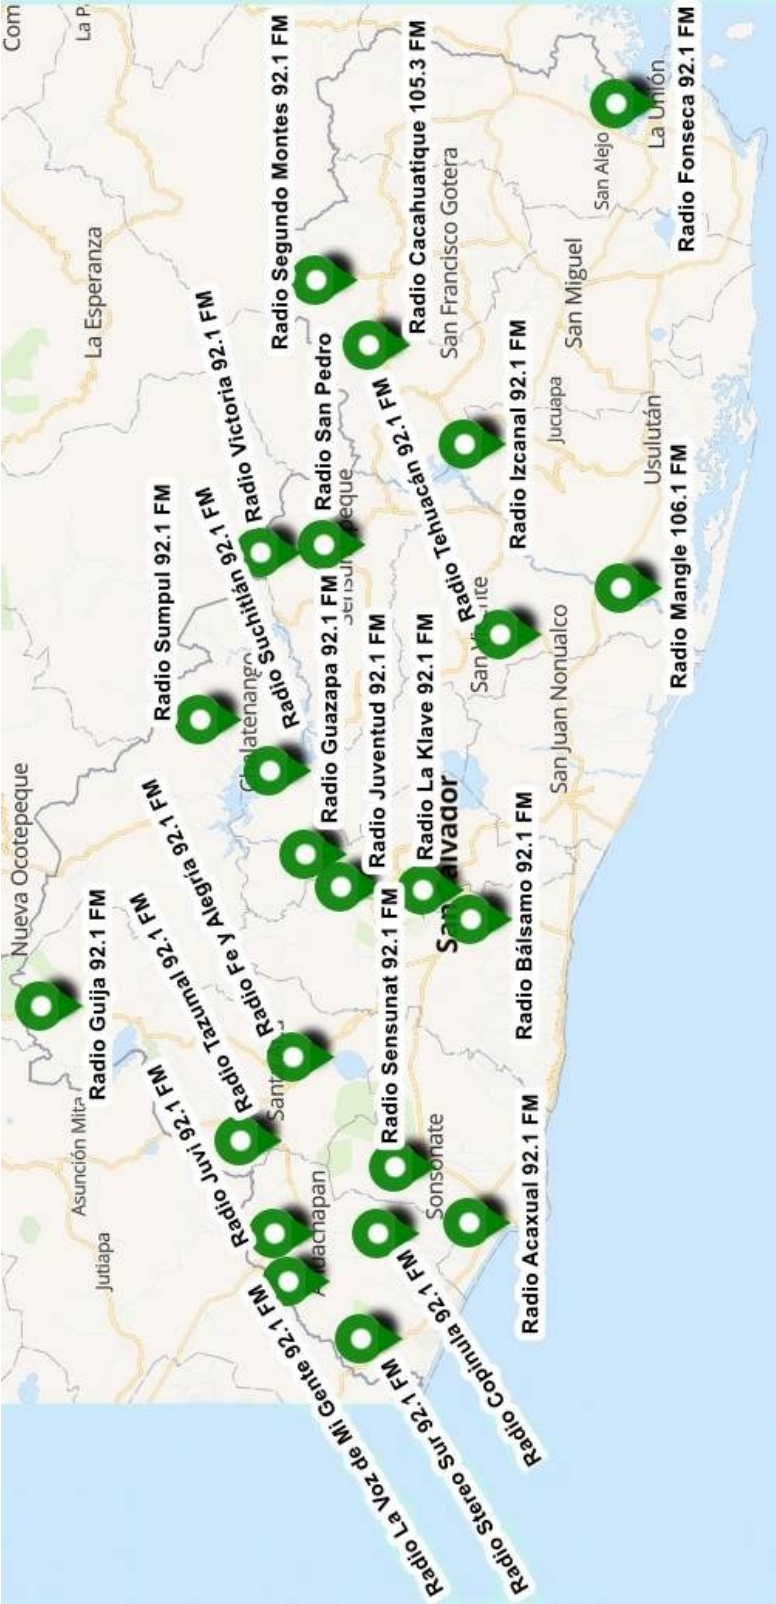 Com
La P.
La Esperanza
Nueva Ocotepeque
Asunción Mita
Jutiapa
Radio Guija 92.1 FM
Radio Sumpul 92.1 FM
Radio Victoria 92.1 FM
Radio Segundo Montes 92.1 FM
Radio Suchitlán 92.1 FM
Radio San Pedro
Radio Cacahuatique 105.3 FM
Radio Fe y Alegría 92.1 FM
Radio Tazumal 92.1 FM
Radio Juvi 92.1 FM
Radio La Voz de Mi Gente 92.1 FM
Radio Stereo Sur 92.1 FM
Radio Copinula 92.1 FM
Radio Guazapa 92.1 FM
Radio Juventud 92.1 FM
Radio La Klave 92.1 FM
Radio Sensunat 92.1 FM
Radio Tehuacán 92.1 FM
Radio Izcanal 92.1 FM
Radio Bálsamo 92.1 FM
Radio Acaxual 92.1 FM
Radio Mangle 106.1 FM
Radio Fonseca 92.1 FM
Chalatenango
Santa
Sonsonate
San Juan Nonualco
San Francisco Gotera
San Miguel
Jucuapa
Usulután
San Alejo
La Unión